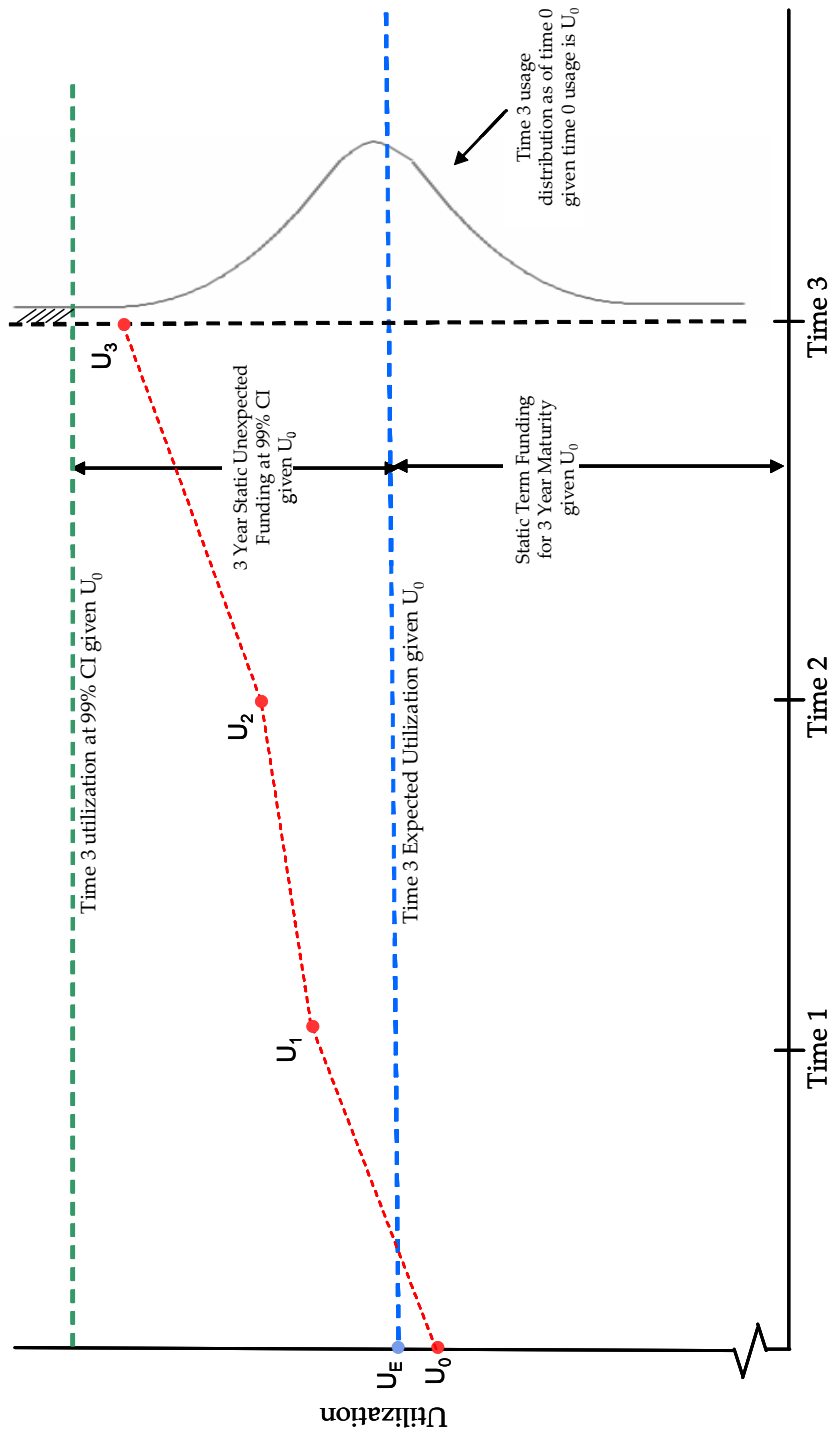 Time 3 utilization at 99% CI given U₀
U₃
3 Year Static Unexpected
Funding at 99% CI
given U₀
Time 3 usage
distribution as of time 0
given time 0 usage is U₀
U₂
U₁
Time 3 Expected Utilization given U₀
Static Term Funding
for 3 Year Maturity
given U₀
Uᴇ
U₀
Utilization
Time 1
Time 2
Time 3